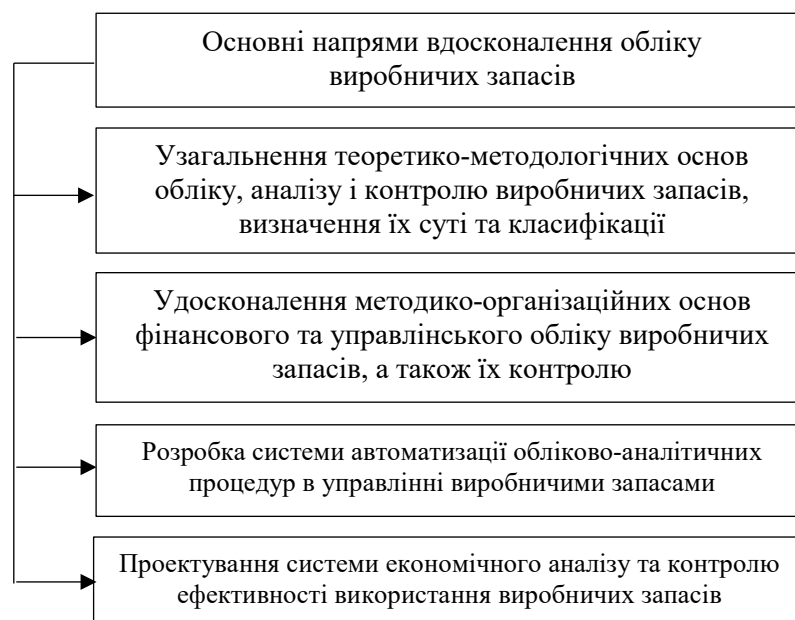 Основні напрями вдосконалення обліку
виробничих запасів
Узагальнення теоретико-методологічних основ
обліку, аналізу і контролю виробничих запасів,
визначення їх суті та класифікації
Удосконалення методико-організаційних основ
фінансового та управлінського обліку виробничих
запасів, а також їх контролю
Розробка системи автоматизації обліково-аналітичних
процедур в управлінні виробничими запасами
Проектування системи економічного аналізу та контролю
ефективності використання виробничих запасів